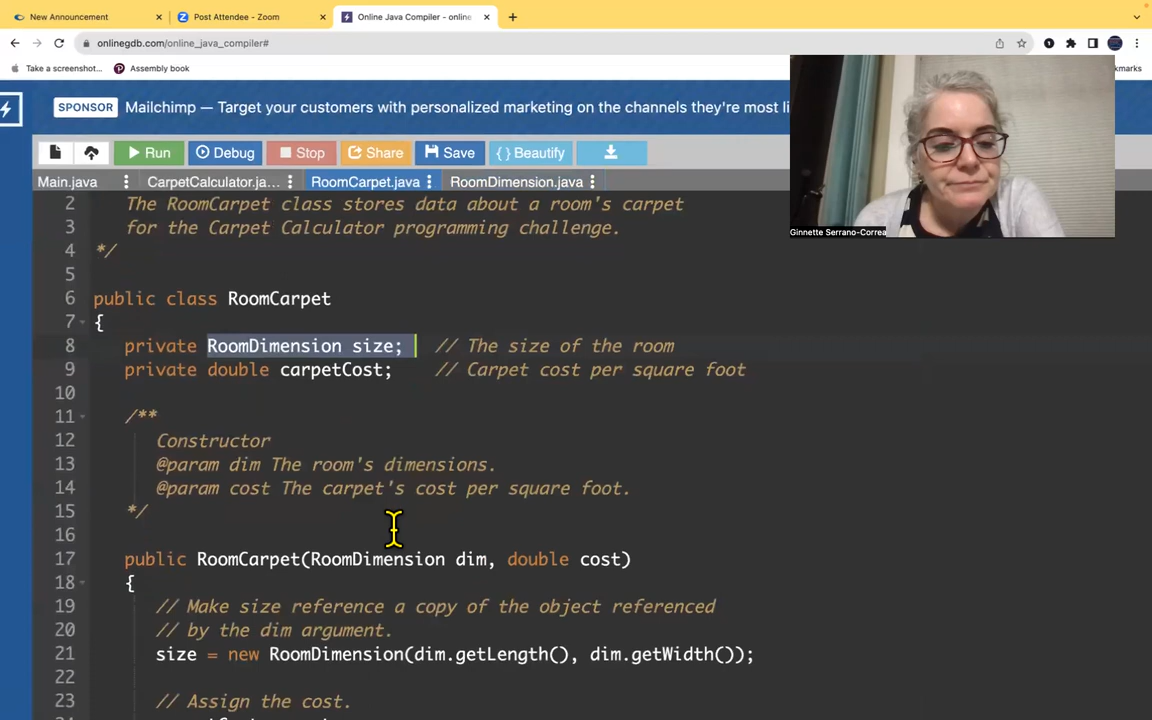 New Announcement
Post Attendee - Zoom
Online Java Compiler - online
onlinegdb.com/online_java_compiler#
Take a screenshot...
Assembly book
kmarks
SPONSOR Mailchimp — Target your customers with personalized marketing on the channels they're most li
Run
Debug
Stop
Share
Save
{ } Beautify
Main.java
CarpetCalculator.ja...
RoomCarpet.java
RoomDimension.java
Ginnette Serrano-Correa
2 The RoomCarpet class stores data about a room's carpet
3 for the Carpet Calculator programming challenge.
4 */
5
6 public class RoomCarpet
7 {
8 private RoomDimension size; // The size of the room
9 private double carpetCost; // Carpet cost per square foot
10
11 /**
12 Constructor
13 @param dim The room's dimensions.
14 @param cost The carpet's cost per square foot.
15 */
16
17 public RoomCarpet(RoomDimension dim, double cost)
18 {
19 // Make size reference a copy of the object referenced
20 // by the dim argument.
21 size = new RoomDimension(dim.getLength(), dim.getWidth());
22
23 // Assign the cost.